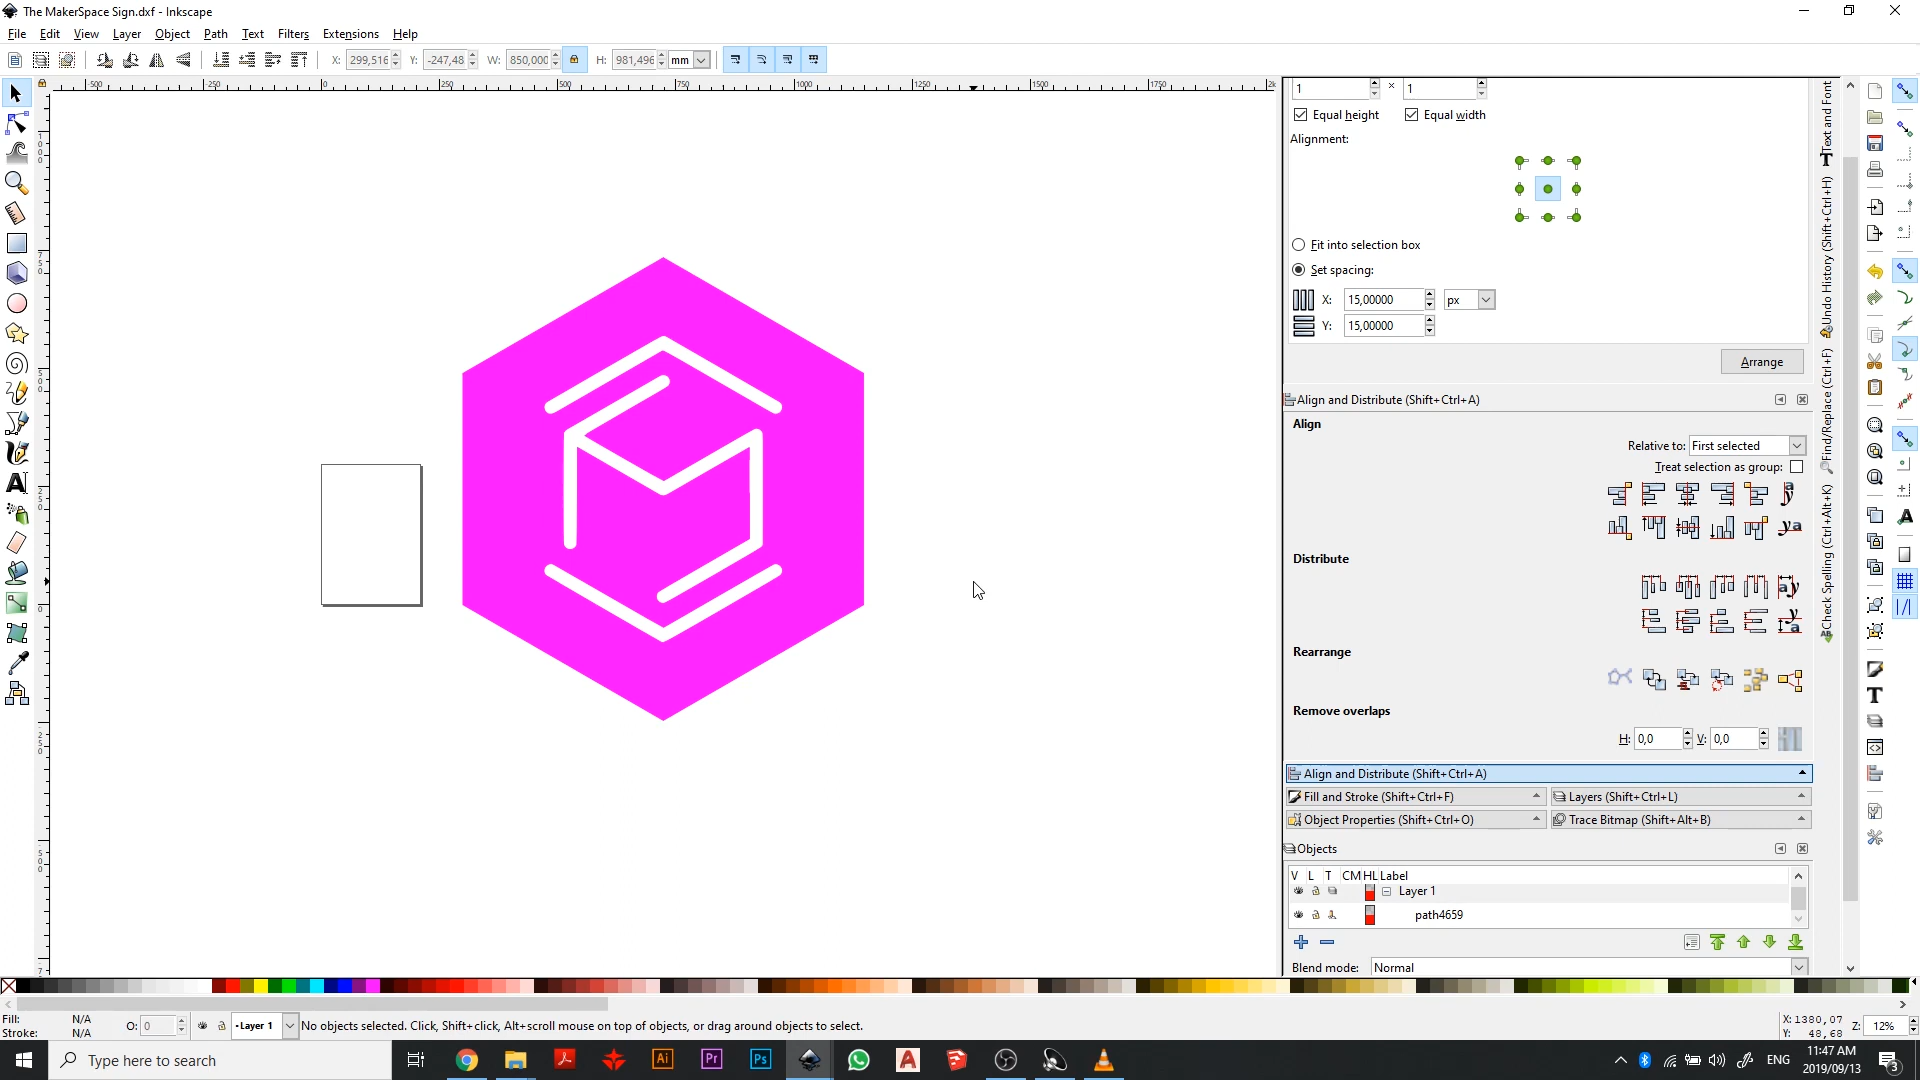 The MakerSpace Sign.dxf - Inkscape
File Edit View Layer Object Path Text Filters Extensions Help
X: 299,516 Y: -247,48 W: 850,000 H: 981,496 mm
1 × 1
Equal height Equal width
Alignment:
Fit into selection box
Set spacing:
X: 15,00000 px
Y: 15,00000
Arrange
Align and Distribute (Shift+Ctrl+A)
Align
Relative to: First selected
Treat selection as group:
Distribute
Rearrange
Remove overlaps
H: 0,0 V: 0,0
Align and Distribute (Shift+Ctrl+A)
Fill and Stroke (Shift+Ctrl+F) Layers (Shift+Ctrl+L)
Object Properties (Shift+Ctrl+O) Trace Bitmap (Shift+Alt+B)
Objects
V L T CM HL Label
Layer 1
path4659
Blend mode: Normal
Text and Font
Undo History (Shift+Ctrl+H)
Find/Replace (Ctrl+F)
Check Spelling (Ctrl+Alt+K)
Fill: N/A
Stroke: N/A
O: 0
Layer 1
No objects selected. Click, Shift+click, Alt+scroll mouse on top of objects, or drag around objects to select.
X: 1380,07
Y: 48,68
Z: 12%
Type here to search
Ai Pr Ps
ENG
11:47 AM
2019/09/13
3